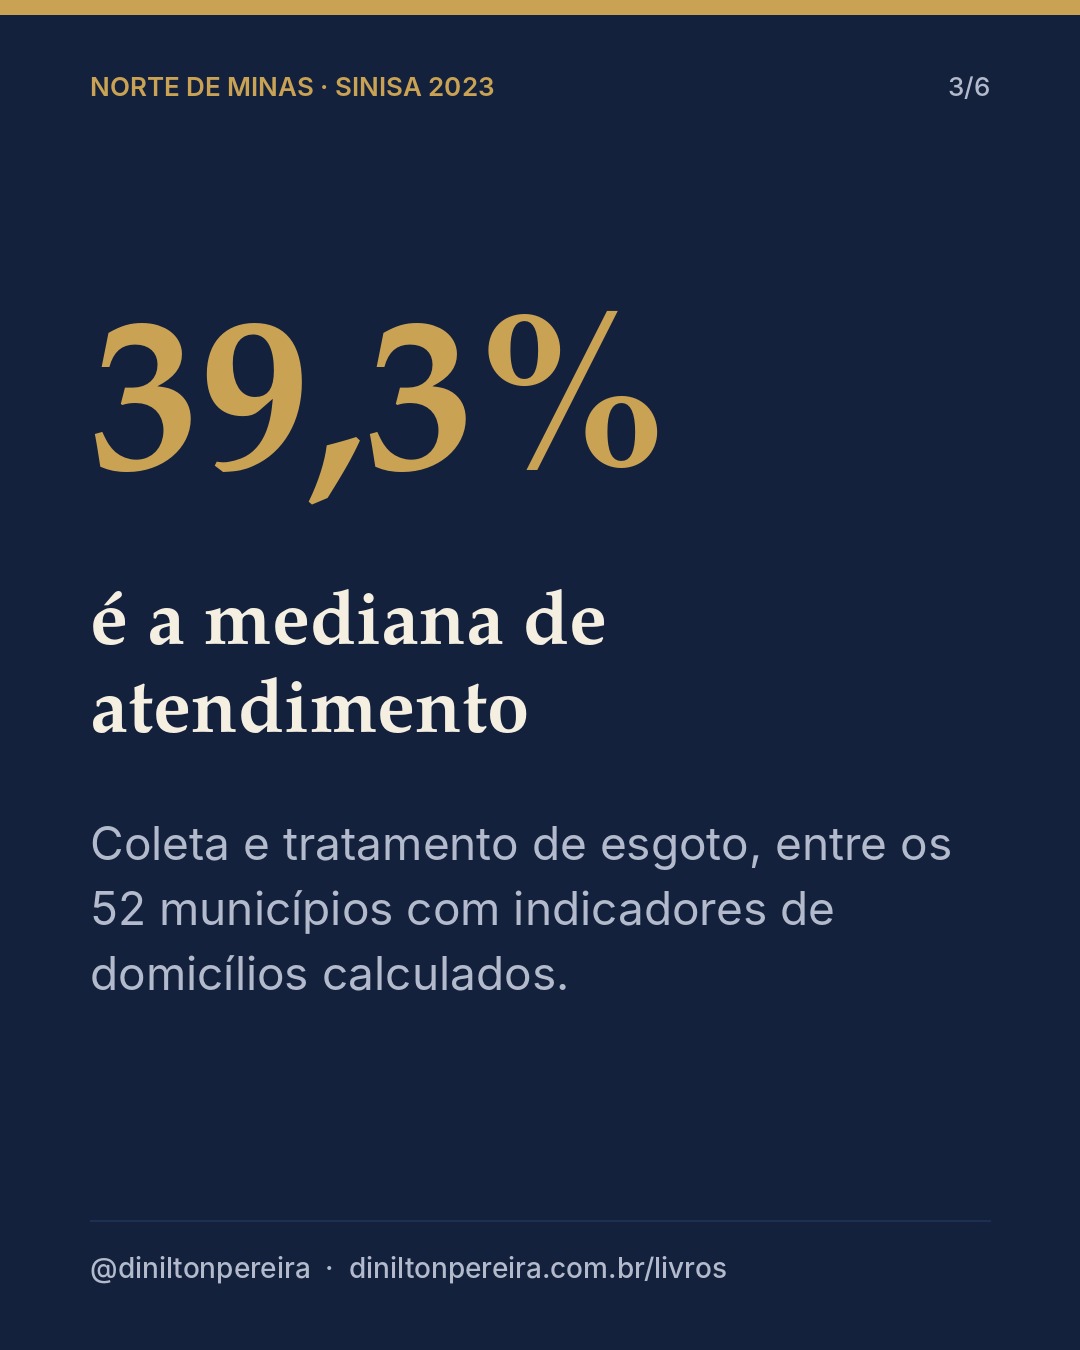 NORTE DE MINAS · SINISA 2023
3/6
39,3%
é a mediana de
atendimento
Coleta e tratamento de esgoto, entre os
52 municípios com indicadores de
domicílios calculados.
@diniltonpereira · diniltonpereira.com.br/livros